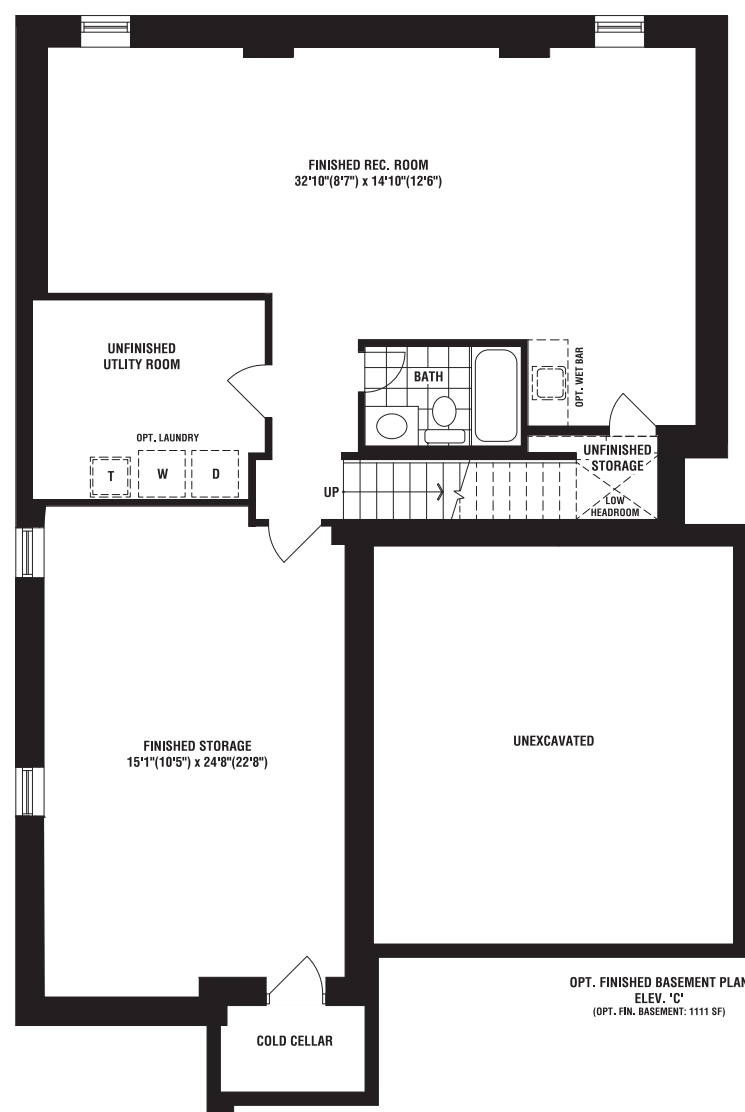 FINISHED REC. ROOM
32'10"(8'7") x 14'10"(12'6")
UNFINISHED
UTLITY ROOM
OPT. LAUNDRY
T
W
D
BATH
OPT. WET BAR
UNFINISHED
STORAGE
LOW
HEADROOM
UP
FINISHED STORAGE
15'1"(10'5") x 24'8"(22'8")
UNEXCAVATED
COLD CELLAR
OPT. FINISHED BASEMENT PLAN
ELEV. 'C'
(OPT. FIN. BASEMENT: 1111 SF)